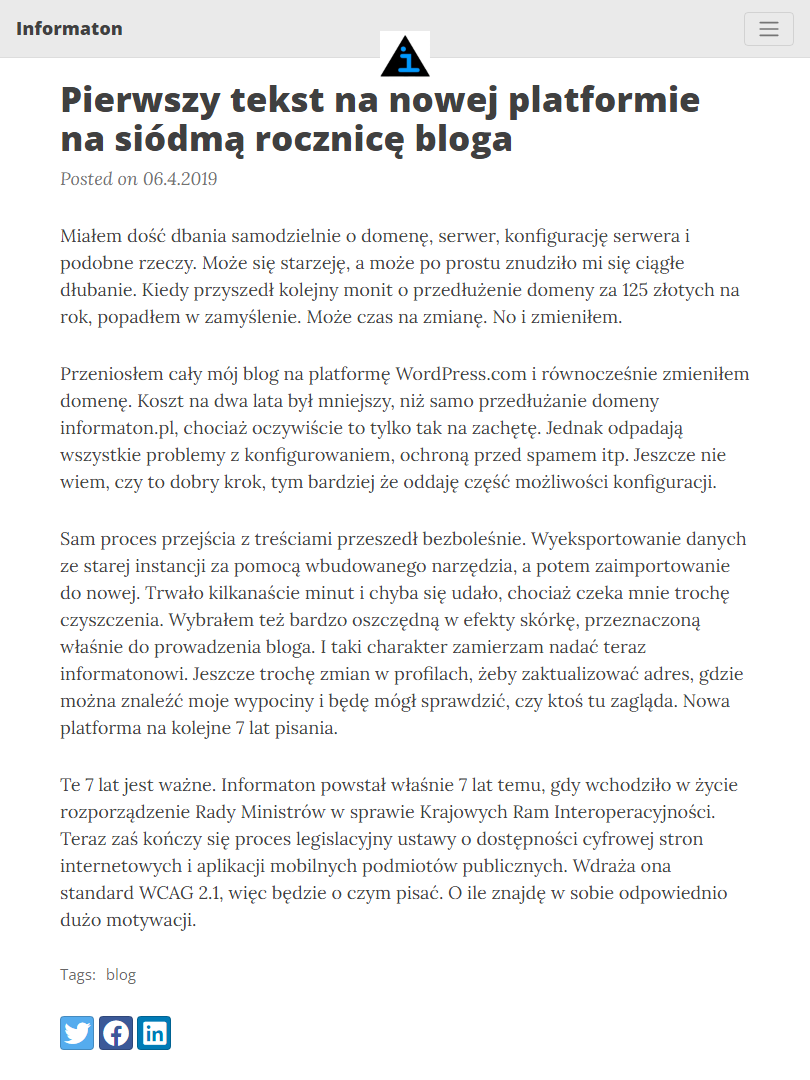 Informaton
i
Pierwszy tekst na nowej platformie
na siódmą rocznicę bloga
Posted on 06.4.2019
Miałem dość dbania samodzielnie o domenę, serwer, konfigurację serwera i
podobne rzeczy. Może się starzeję, a może po prostu znudziło mi się ciągłe
dłubanie. Kiedy przyszedł kolejny monit o przedłużenie domeny za 125 złotych na
rok, popadłem w zamyślenie. Może czas na zmianę. No i zmieniłem.
Przeniosłem cały mój blog na platformę WordPress.com i równocześnie zmieniłem
domenę. Koszt na dwa lata był mniejszy, niż samo przedłużanie domeny
informaton.pl, chociaż oczywiście to tylko tak na zachętę. Jednak odpadają
wszystkie problemy z konfigurowaniem, ochroną przed spamem itp. Jeszcze nie
wiem, czy to dobry krok, tym bardziej że oddaję część możliwości konfiguracji.
Sam proces przejścia z treściami przeszedł bezboleśnie. Wyeksportowanie danych
ze starej instancji za pomocą wbudowanego narzędzia, a potem zaimportowanie
do nowej. Trwało kilkanaście minut i chyba się udało, chociaż czeka mnie trochę
czyszczenia. Wybrałem też bardzo oszczędną w efekty skórkę, przeznaczoną
właśnie do prowadzenia bloga. I taki charakter zamierzam nadać teraz
informatonowi. Jeszcze trochę zmian w profilach, żeby zaktualizować adres, gdzie
można znaleźć moje wypociny i będę mógł sprawdzić, czy ktoś tu zagląda. Nowa
platforma na kolejne 7 lat pisania.
Te 7 lat jest ważne. Informaton powstał właśnie 7 lat temu, gdy wchodziło w życie
rozporządzenie Rady Ministrów w sprawie Krajowych Ram Interoperacyjności.
Teraz zaś kończy się proces legislacyjny ustawy o dostępności cyfrowej stron
internetowych i aplikacji mobilnych podmiotów publicznych. Wdraża ona
standard WCAG 2.1, więc będzie o czym pisać. O ile znajdę w sobie odpowiednio
dużo motywacji.
Tags: blog